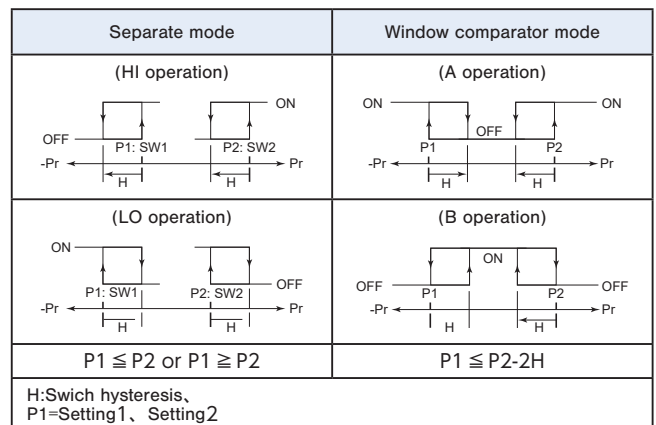 Separate mode
Window comparator mode
(HI operation)
ON
OFF
P1: SW1
P2: SW2
-Pr
Pr
H
H
(A operation)
ON
ON
OFF
P1
P2
-Pr
Pr
H
H
(LO operation)
ON
OFF
P1: SW1
P2: SW2
-Pr
Pr
H
H
(B operation)
ON
OFF
OFF
P1
P2
-Pr
Pr
H
H
P1 ≦ P2 or P1 ≧ P2
P1 ≦ P2-2H
H:Swich hysteresis、
P1=Setting1、Setting2